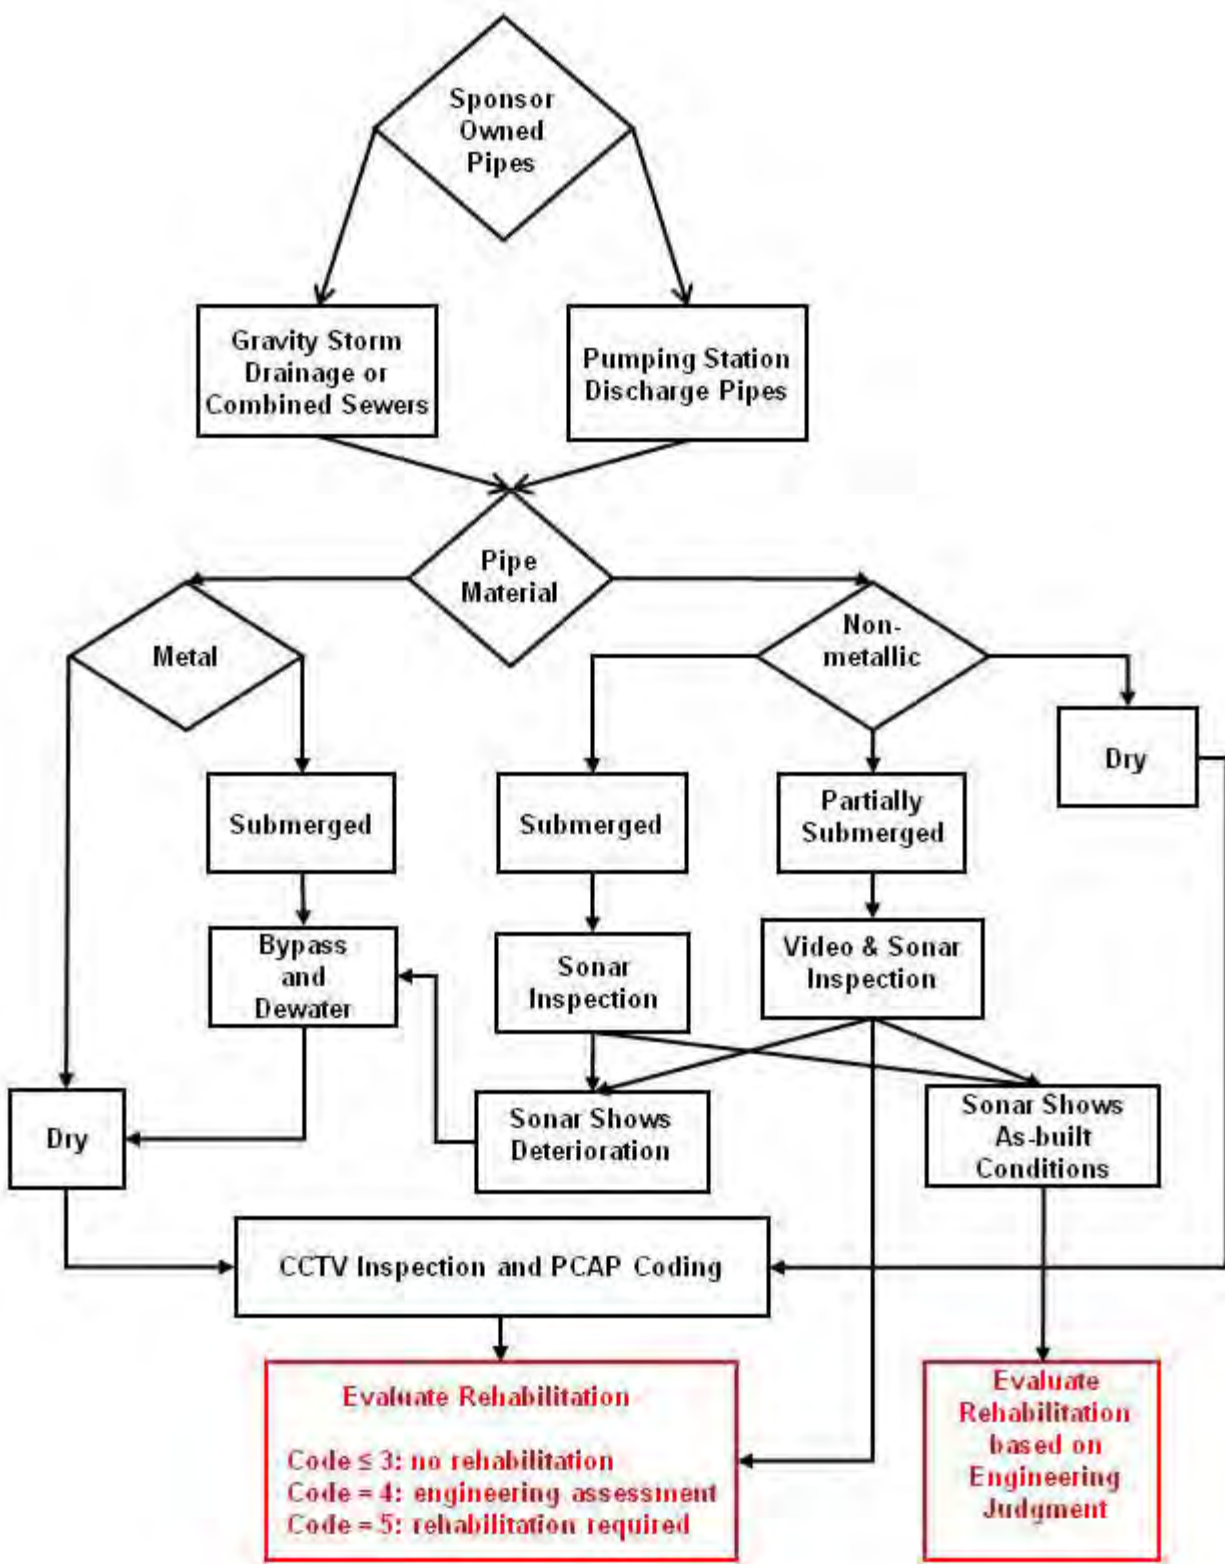 Sponsor
Owned
Pipes
Gravity Storm
Drainage or
Combined Sewers
Pumping Station
Discharge Pipes
Pipe
Material
Metal
Non-
metallic
Dry
Submerged
Submerged
Partially
Submerged
Bypass
and
Dewater
Sonar
Inspection
Video & Sonar
Inspection
Dry
Sonar Shows
Deterioration
Sonar Shows
As-built
Conditions
CCTV Inspection and PCAP Coding
Evaluate Rehabilitation
Code ≤ 3: no rehabilitation
Code = 4: engineering assessment
Code = 5: rehabilitation required
Evaluate
Rehabilitation
based on
Engineering
Judgment